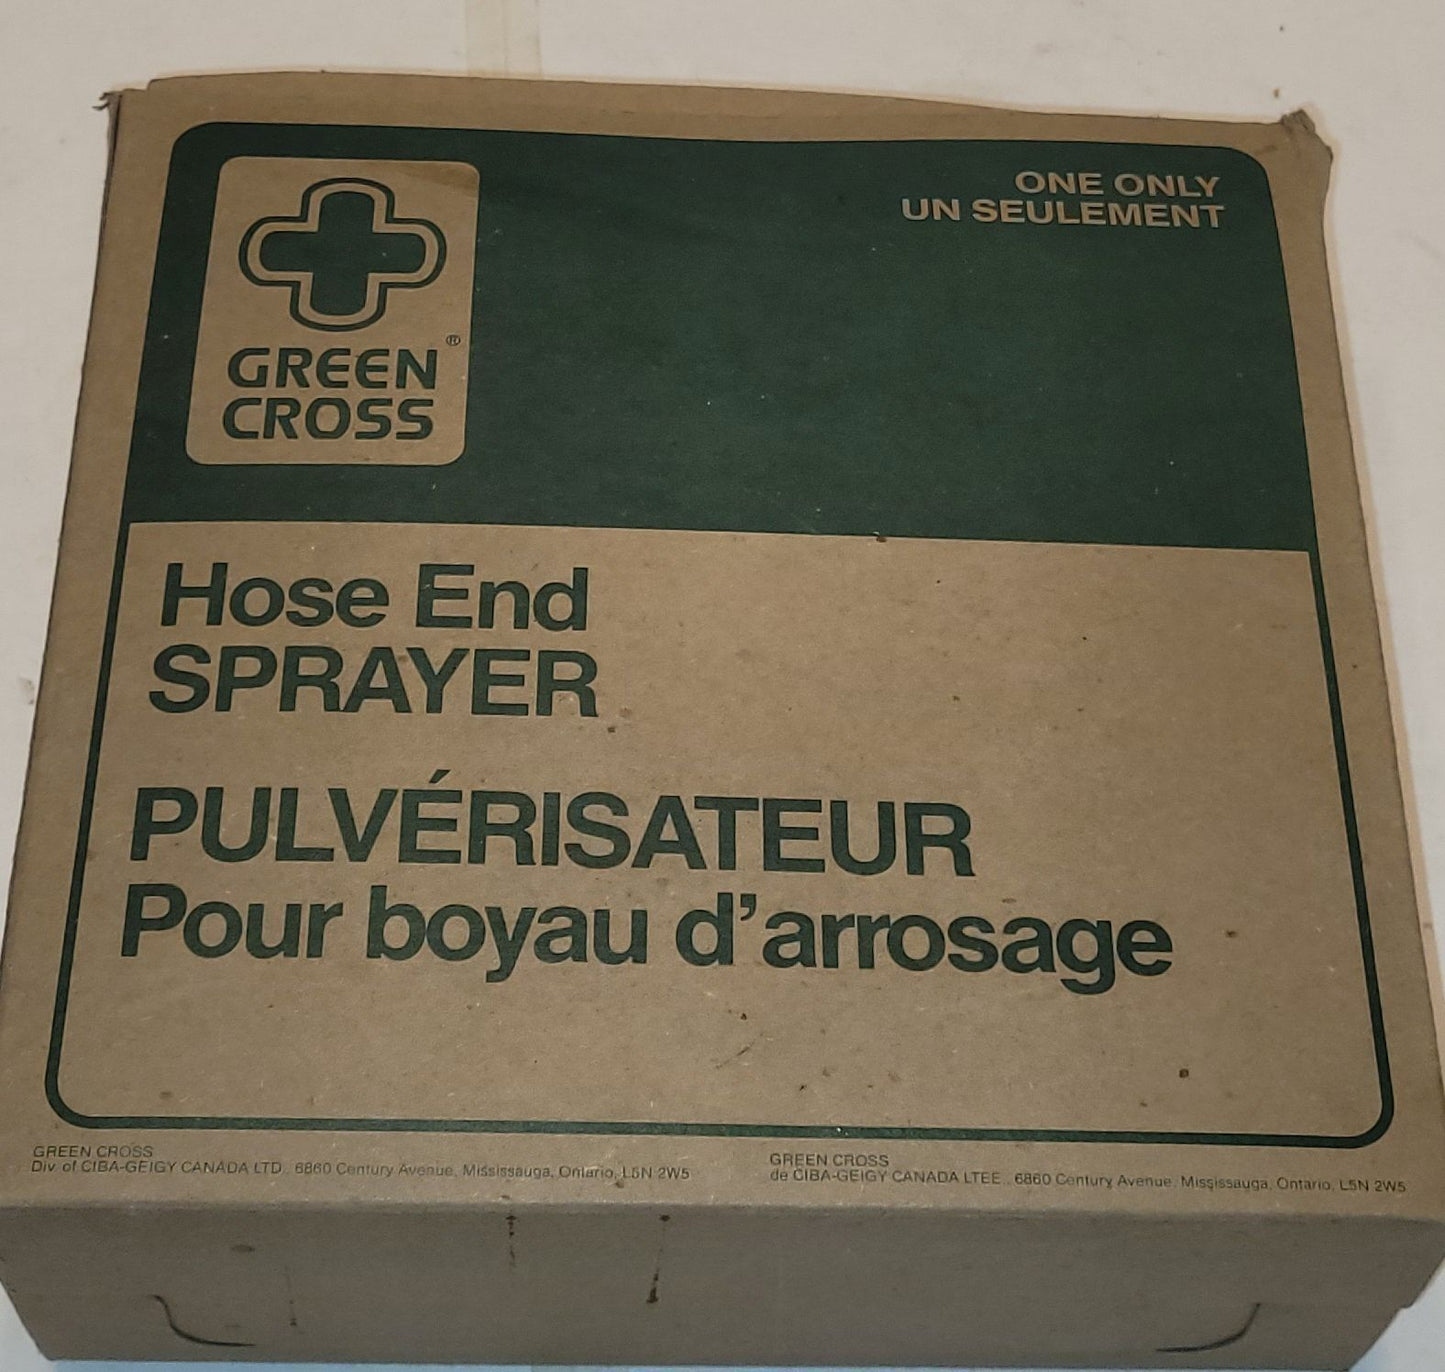 ONE ONLY
UN SEULEMENT
GREEN
CROSS®
Hose End
SPRAYER
PULVÉRISATEUR
Pour boyau d'arrosage
GREEN CROSS
Div. of CIBA-GEIGY CANADA LTD., 6860 Century Avenue, Mississauga, Ontario, L5N 2W5
GREEN CROSS
de CIBA-GEIGY CANADA LTEE., 6860 Century Avenue, Mississauga, Ontario, L5N 2W5